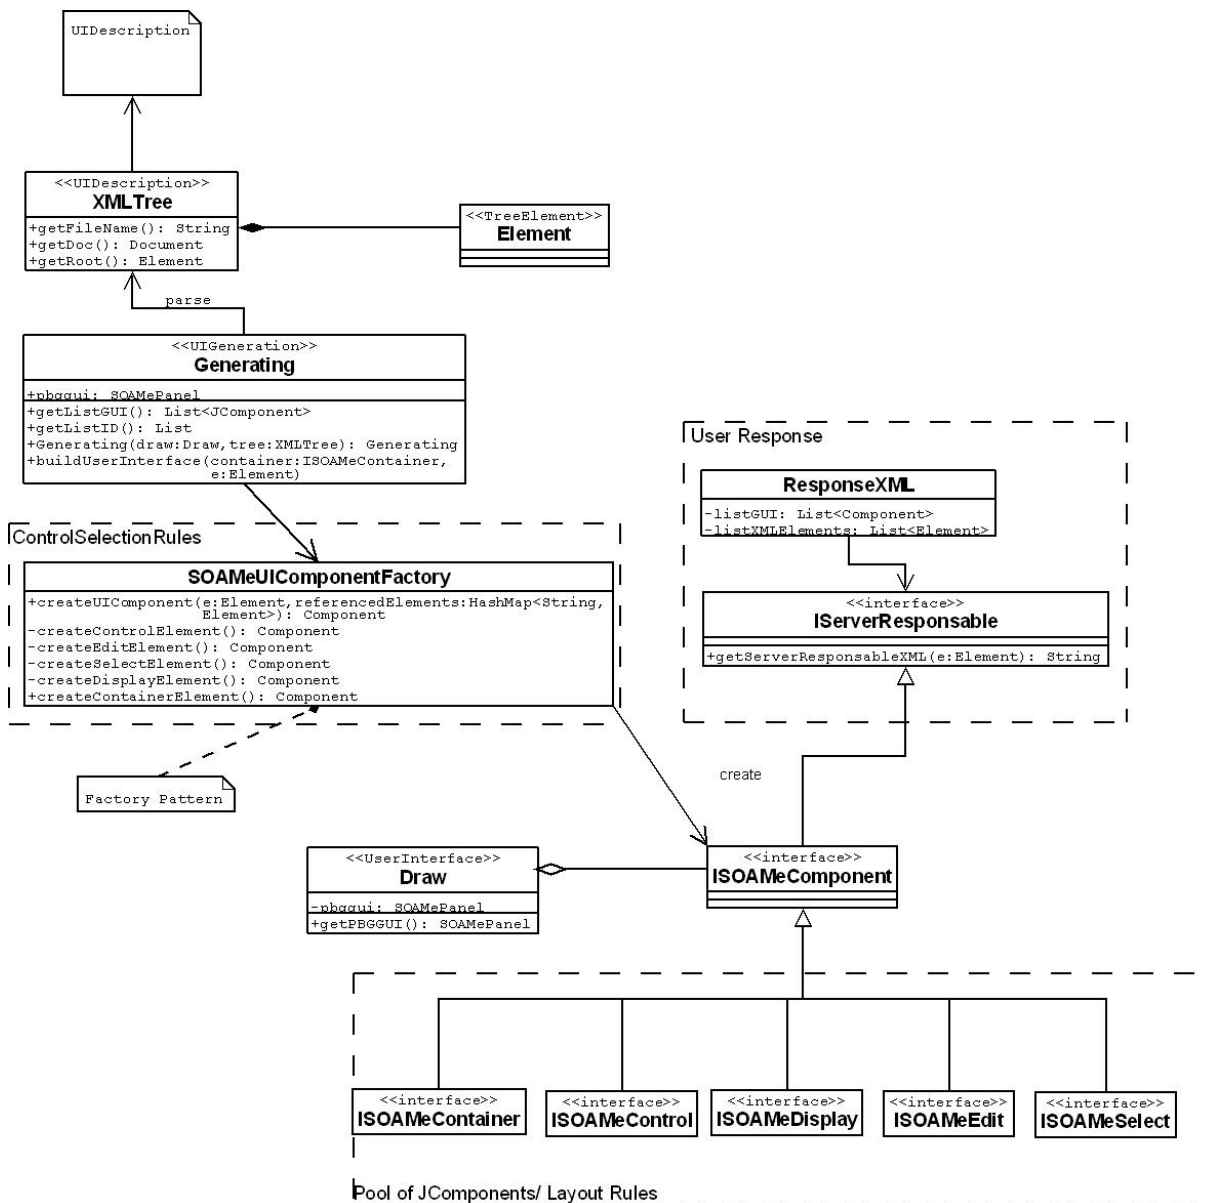 UIDescription
<<UIDescription>>
XMLTree
+getFileName(): String
+getDoc(): Document
+getRoot(): Element
<<TreeElement>>
Element
parse
<<UIGeneration>>
Generating
+pbggui: SOAMePanel
+getListGUI(): List<JComponent>
+getListID(): List
+Generating(draw:Draw,tree:XMLTree): Generating
+buildUserInterface(container:ISOAMeContainer,
e:Element)
User Response
ResponseXML
-listGUI: List<Component>
-listXMLElements: List<Element>
<<interface>>
IServerResponsable
+getServerResponsableXML(e:Element): String
ControlSelectionRules
SOAMeUIComponentFactory
+createUIComponent(e:Element,referencedElements:HashMap<String,
Element>): Component
-createControlElement(): Component
-createEditElement(): Component
-createSelectElement(): Component
-createDisplayElement(): Component
+createContainerElement(): Component
Factory Pattern
create
<<UserInterface>>
Draw
-pbggui: SOAMePanel
+getPBGGUI(): SOAMePanel
<<interface>>
ISOAMeComponent
<<interface>>
ISOAMeContainer
<<interface>>
ISOAMeControl
<<interface>>
ISOAMeDisplay
<<interface>>
ISOAMeEdit
<<interface>>
ISOAMeSelect
Pool of JComponents/ Layout Rules